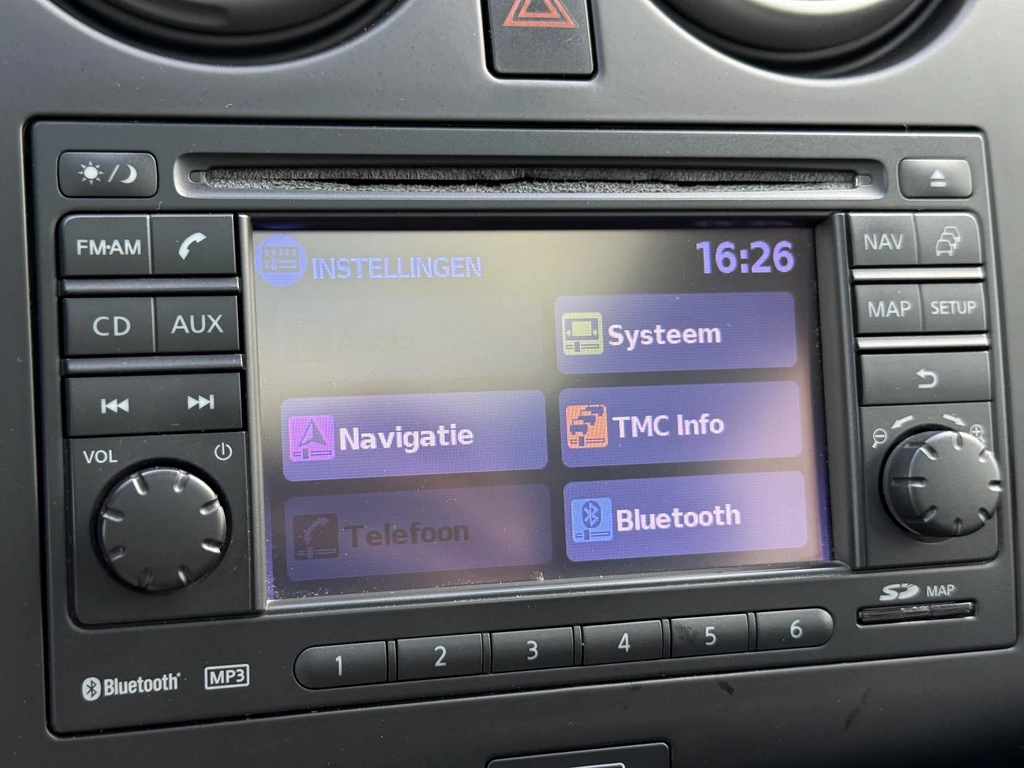 FM·AM
CD
AUX
VOL
INSTELLINGEN
16:26
Systeem
Navigatie
TMC Info
Telefoon
Bluetooth
NAV
MAP
SETUP
SD MAP
Bluetooth
MP3
1
2
3
4
5
6